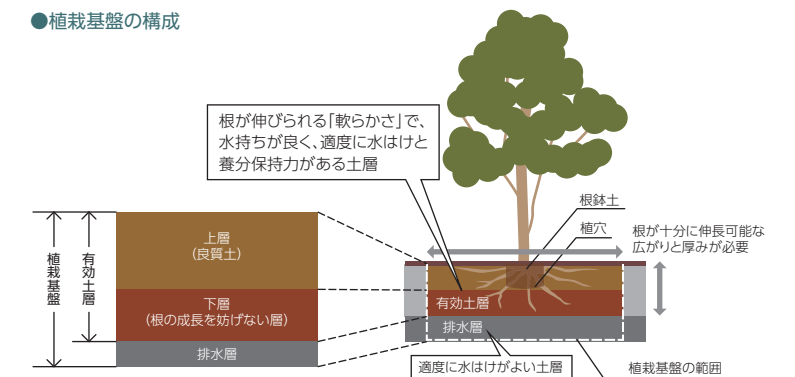 ●植栽基盤の構成
根が伸びられる「軟らかさ」で、
水持ちが良く、適度に水はけと
養分保持力がある土層
根鉢土
植穴
根が十分に伸長可能な
広がりと厚みが必要
植栽基盤
有効土層
上層
(良質土)
下層
(根の成長を妨げない層)
排水層
有効土層
排水層
適度に水はけがよい土層
植栽基盤の範囲